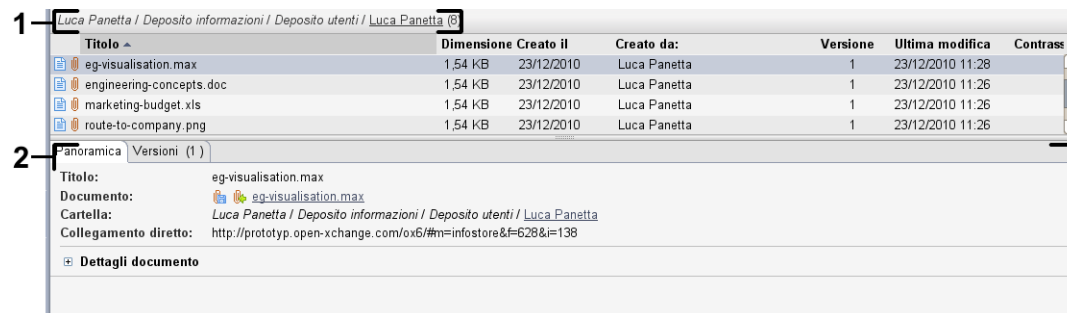 1 Luca Panetta / Deposito informazioni / Deposito utenti / Luca Panetta (8)
Titolo Dimensione Creato il Creato da: Versione Ultima modifica Contrass
eg-visualisation.max 1,54 KB 23/12/2010 Luca Panetta 1 23/12/2010 11:28
engineering-concepts.doc 1,54 KB 23/12/2010 Luca Panetta 1 23/12/2010 11:26
marketing-budget.xls 1,54 KB 23/12/2010 Luca Panetta 1 23/12/2010 11:26
route-to-company.png 1,54 KB 23/12/2010 Luca Panetta 1 23/12/2010 11:26
2 Panoramica Versioni (1 )
Titolo: eg-visualisation.max
Documento: eg-visualisation.max
Cartella: Luca Panetta / Deposito informazioni / Deposito utenti / Luca Panetta
Collegamento diretto: http://prototyp.open-xchange.com/ox6/#m=infostore&f=628&i=138
Dettagli documento